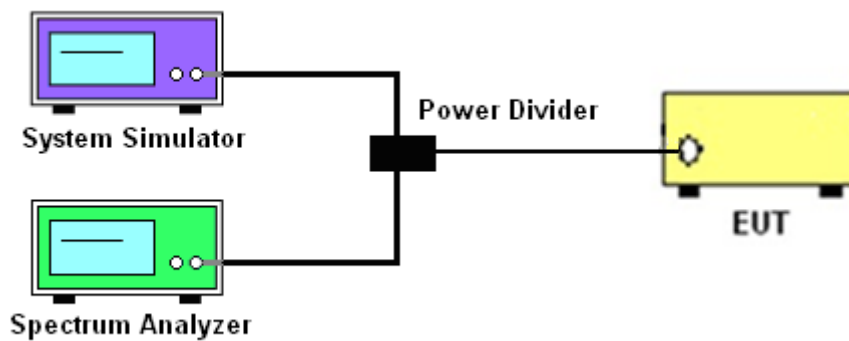 System Simulator
Power Divider
EUT
Spectrum Analyzer